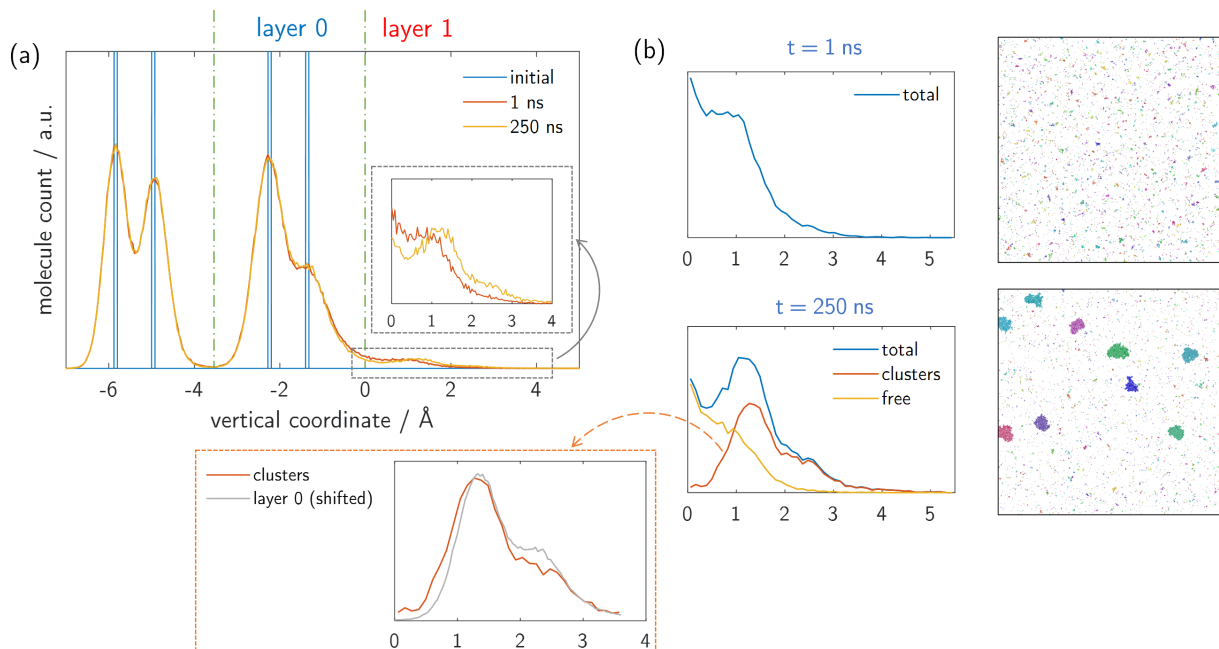 (a)
layer 0 layer 1
initial
1 ns
250 ns
molecule count / a.u.
0 1 2 3 4
-6 -4 -2 0 2 4
vertical coordinate / Å
clusters
layer 0 (shifted)
0 1 2 3 4
(b)
t = 1 ns
total
0 1 2 3 4 5
t = 250 ns
total
clusters
free
0 1 2 3 4 5